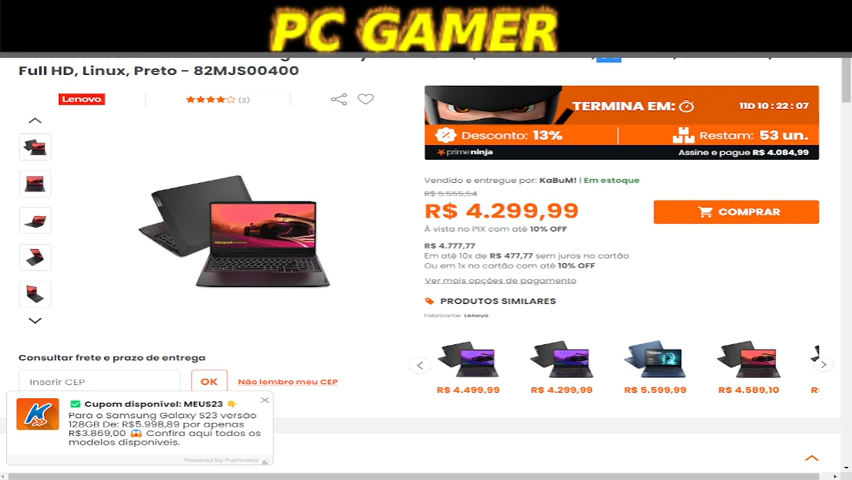 PC GAMER
Full HD, Linux, Preto - 82MJS00400
Lenovo
(2)
TERMINA EM:
11D 10 : 22 : 07
Desconto: 13%
Restam: 53 un.
primeninja
Assine e pague R$ 4.084,99
Vendido e entregue por: KaBuM! | Em estoque
R$ 5.555,54
R$ 4.299,99
COMPRAR
À vista no PIX com até 10% OFF
R$ 4.777,77
Em até 10x de R$ 477,77 sem juros no cartão
Ou em 1x no cartão com até 10% OFF
Ver mais opções de pagamento
PRODUTOS SIMILARES
Fabricante: Lenovo
R$ 4.499,99
R$ 4.299,99
R$ 5.599,99
R$ 4.589,10
Consultar frete e prazo de entrega
Inserir CEP
OK
Não lembro meu CEP
Cupom disponível: MEUS23
Para o Samsung Galaxy S23 versão
128GB De: R$5.998,89 por apenas
R$3.869,00 😱 Confira aqui todos os
modelos disponíveis.
Powered by Pushnews